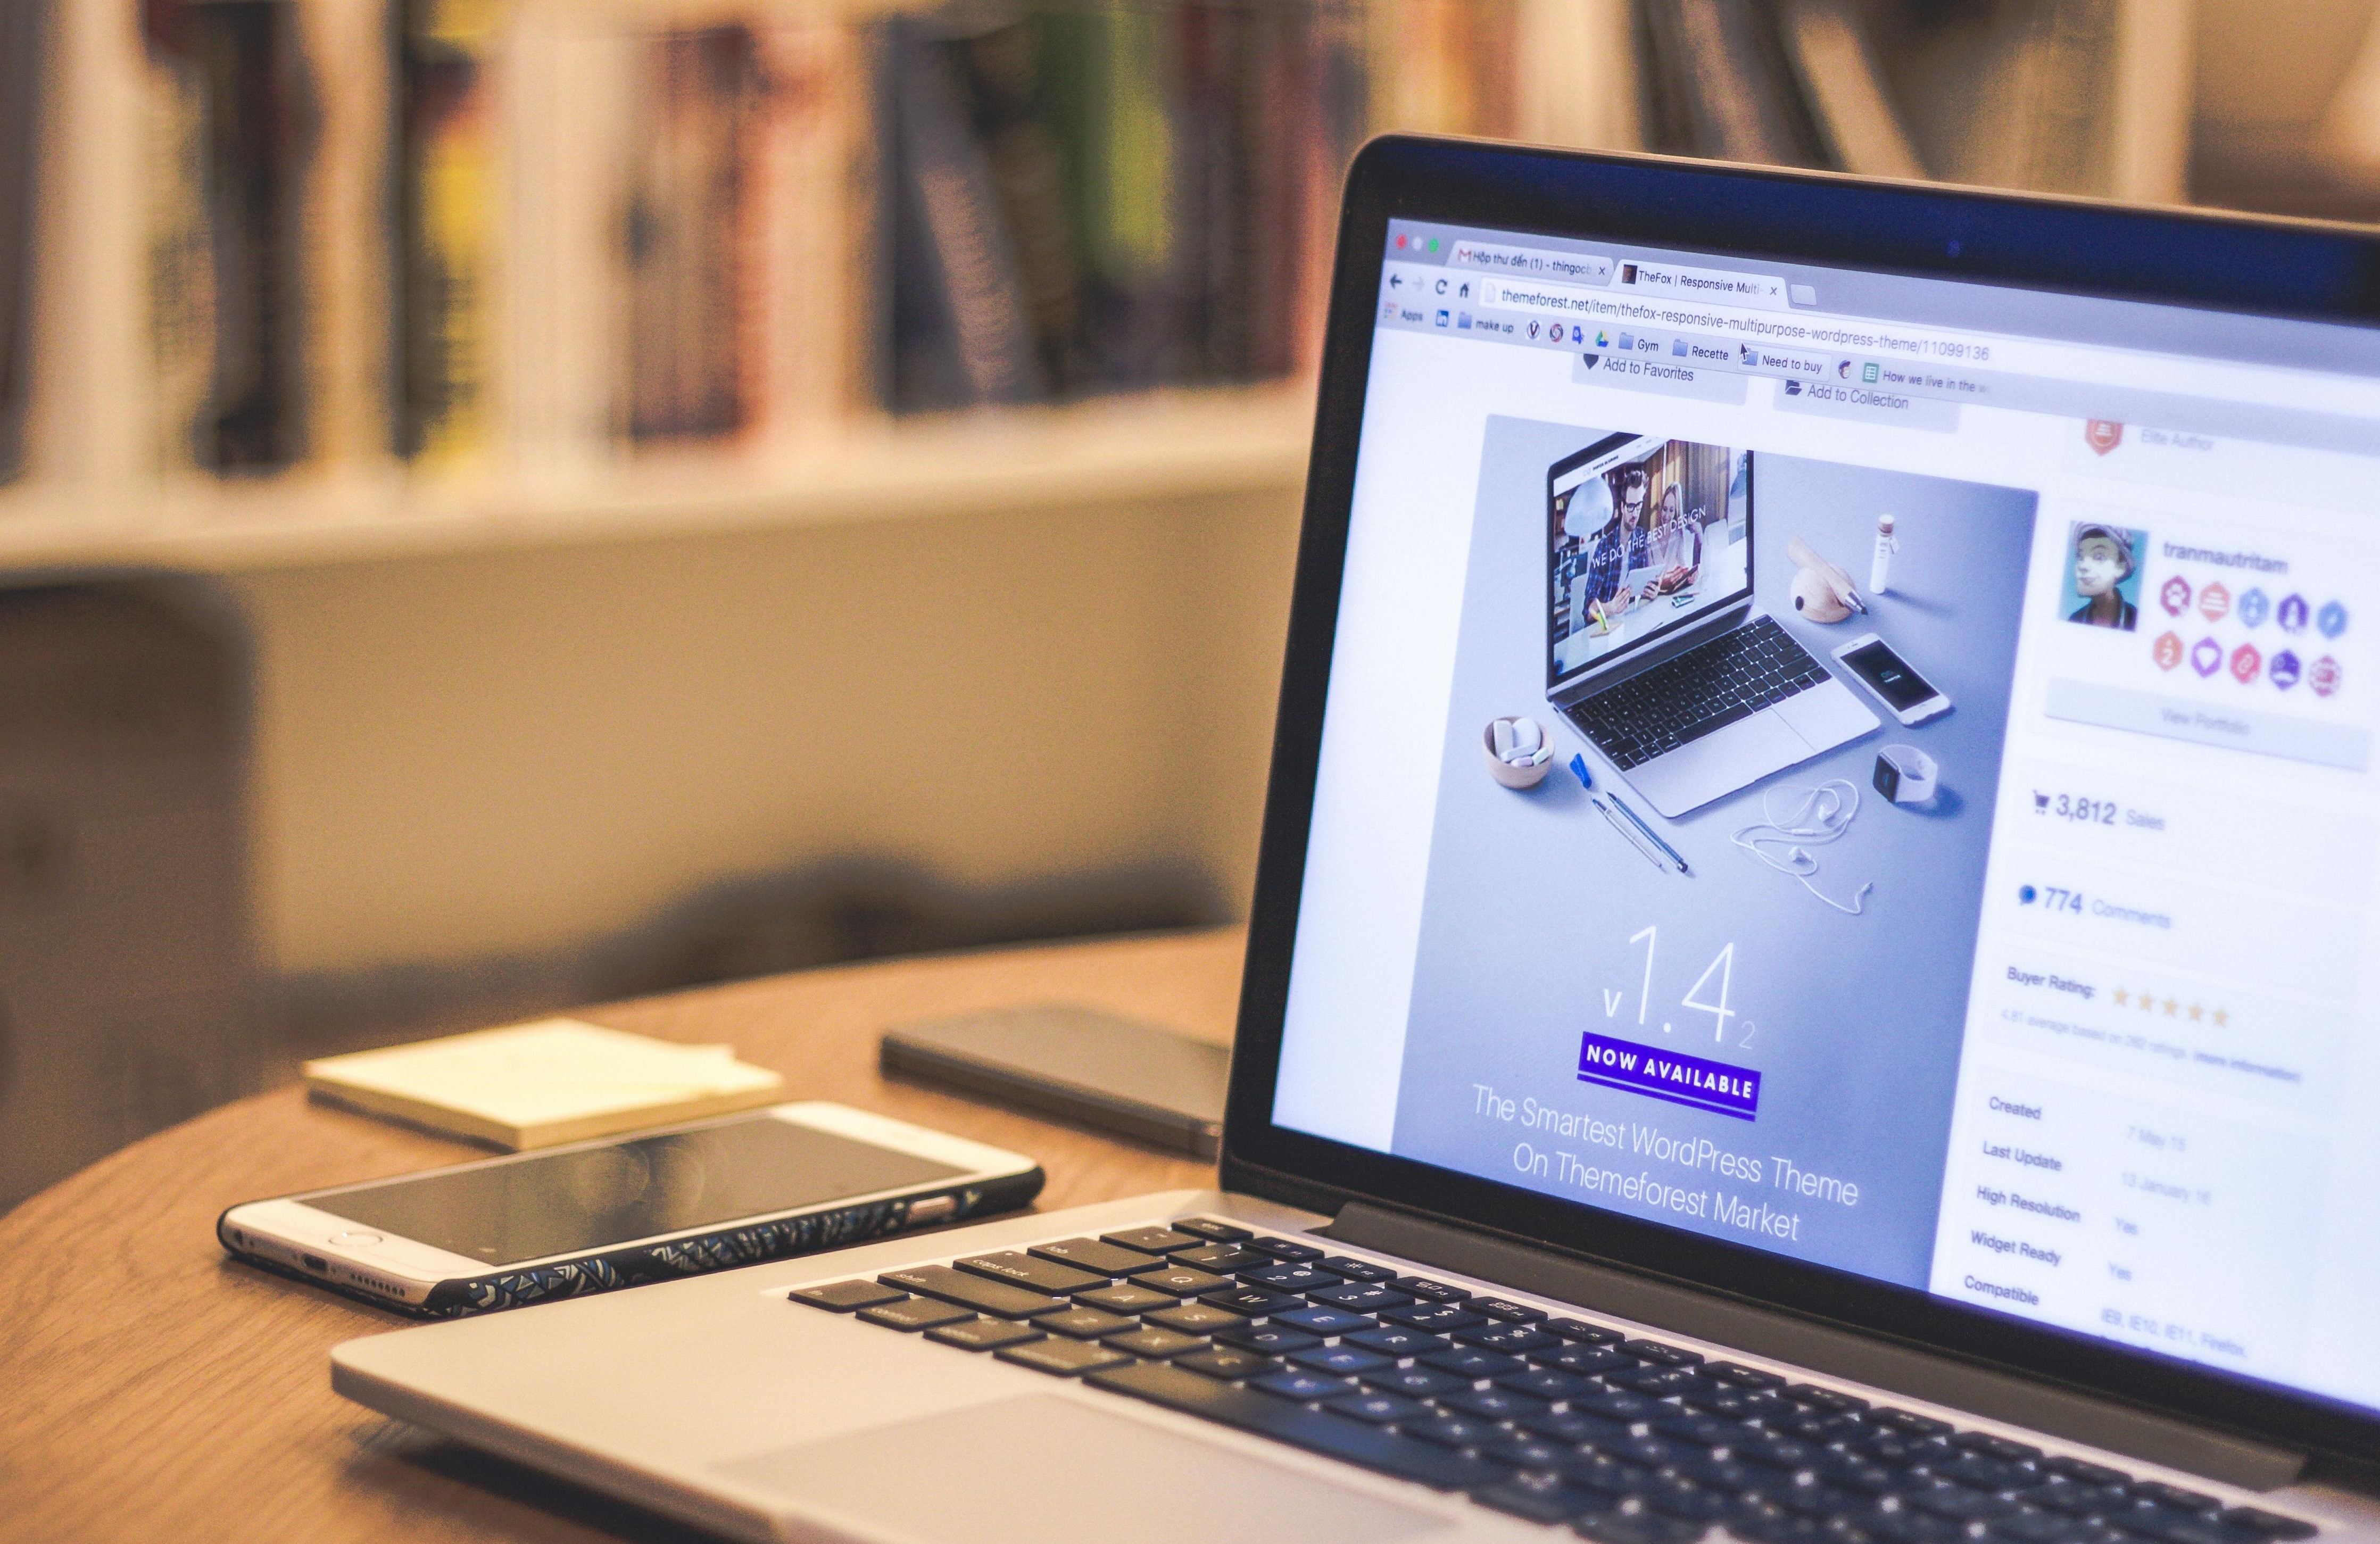 Hộp thư đến (1) - thingocb
TheFox | Responsive Multi-
themeforest.net/item/thefox-responsive-multipurpose-wordpress-theme/11099136
Apps
make up
Gym
Recette
Need to buy
How we live in the w
Add to Favorites
Add to Collection
Elite Author
WE DO THE BEST DESIGN
tranmautritam
View Portfolio
3,812 Sales
774 Comments
Buyer Rating:
4.81 average based on 262 ratings. (more information)
v1.4 2
NOW AVAILABLE
The Smartest WordPress Theme
On Themeforest Market
Created 7 May 15
Last Update 13 January 16
High Resolution Yes
Widget Ready Yes
Compatible
IE9, IE10, IE11, Firefox,
caps lock
shift
Q
W
E
R
A
S
D
Z
X
C